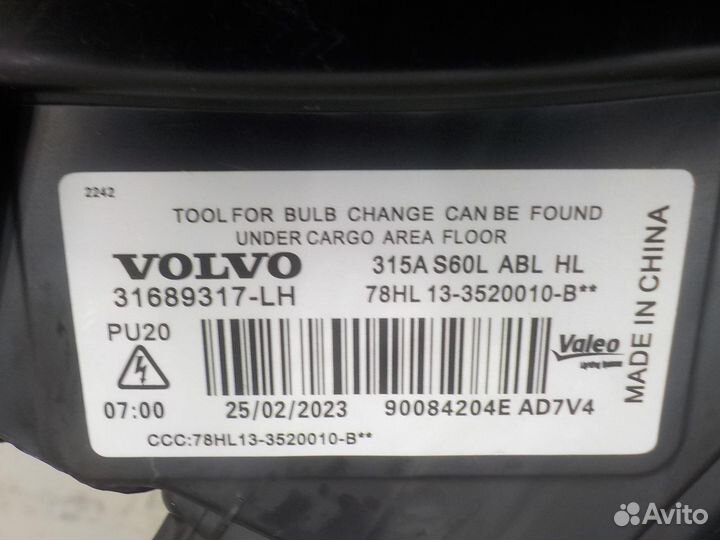 2242
TOOL FOR BULB CHANGE CAN BE FOUND
UNDER CARGO AREA FLOOR
VOLVO 315A S60L ABL HL
31689317-LH 78HL 13-3520010-B**
PU20
Valeo
Lighting Systems
07:00 25/02/2023 90084204E AD7V4
CCC:78HL13-3520010-B**
MADE IN CHINA
Avito